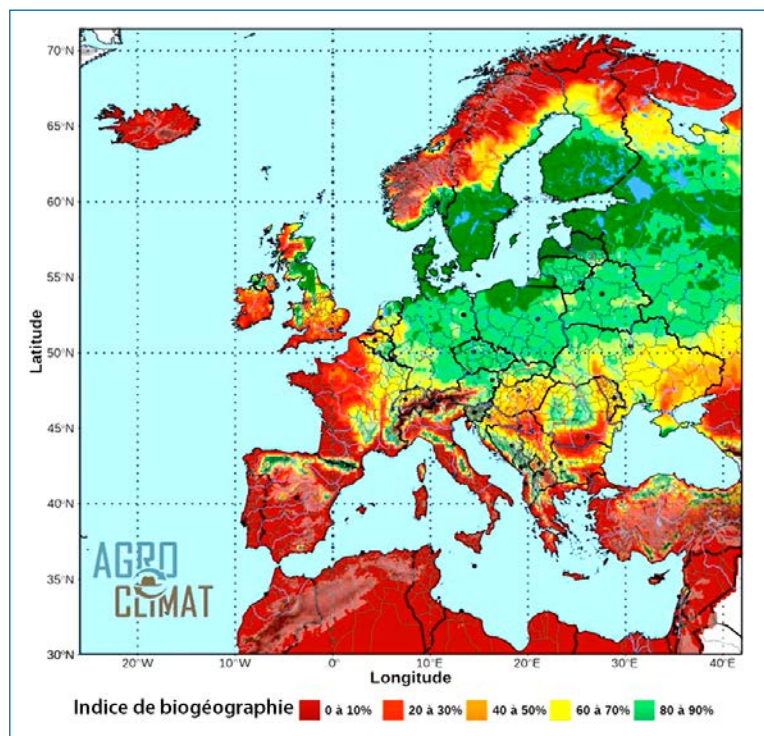 70°N
65°N
60°N
55°N
50°N
45°N
40°N
35°N
30°N
Latitude
AGRO
CLIMAT
20°W
10°W
0°
10°E
20°E
30°E
40°E
Longitude
Indice de biogéographie 0 à 10% 20 à 30% 40 à 50% 60 à 70% 80 à 90%